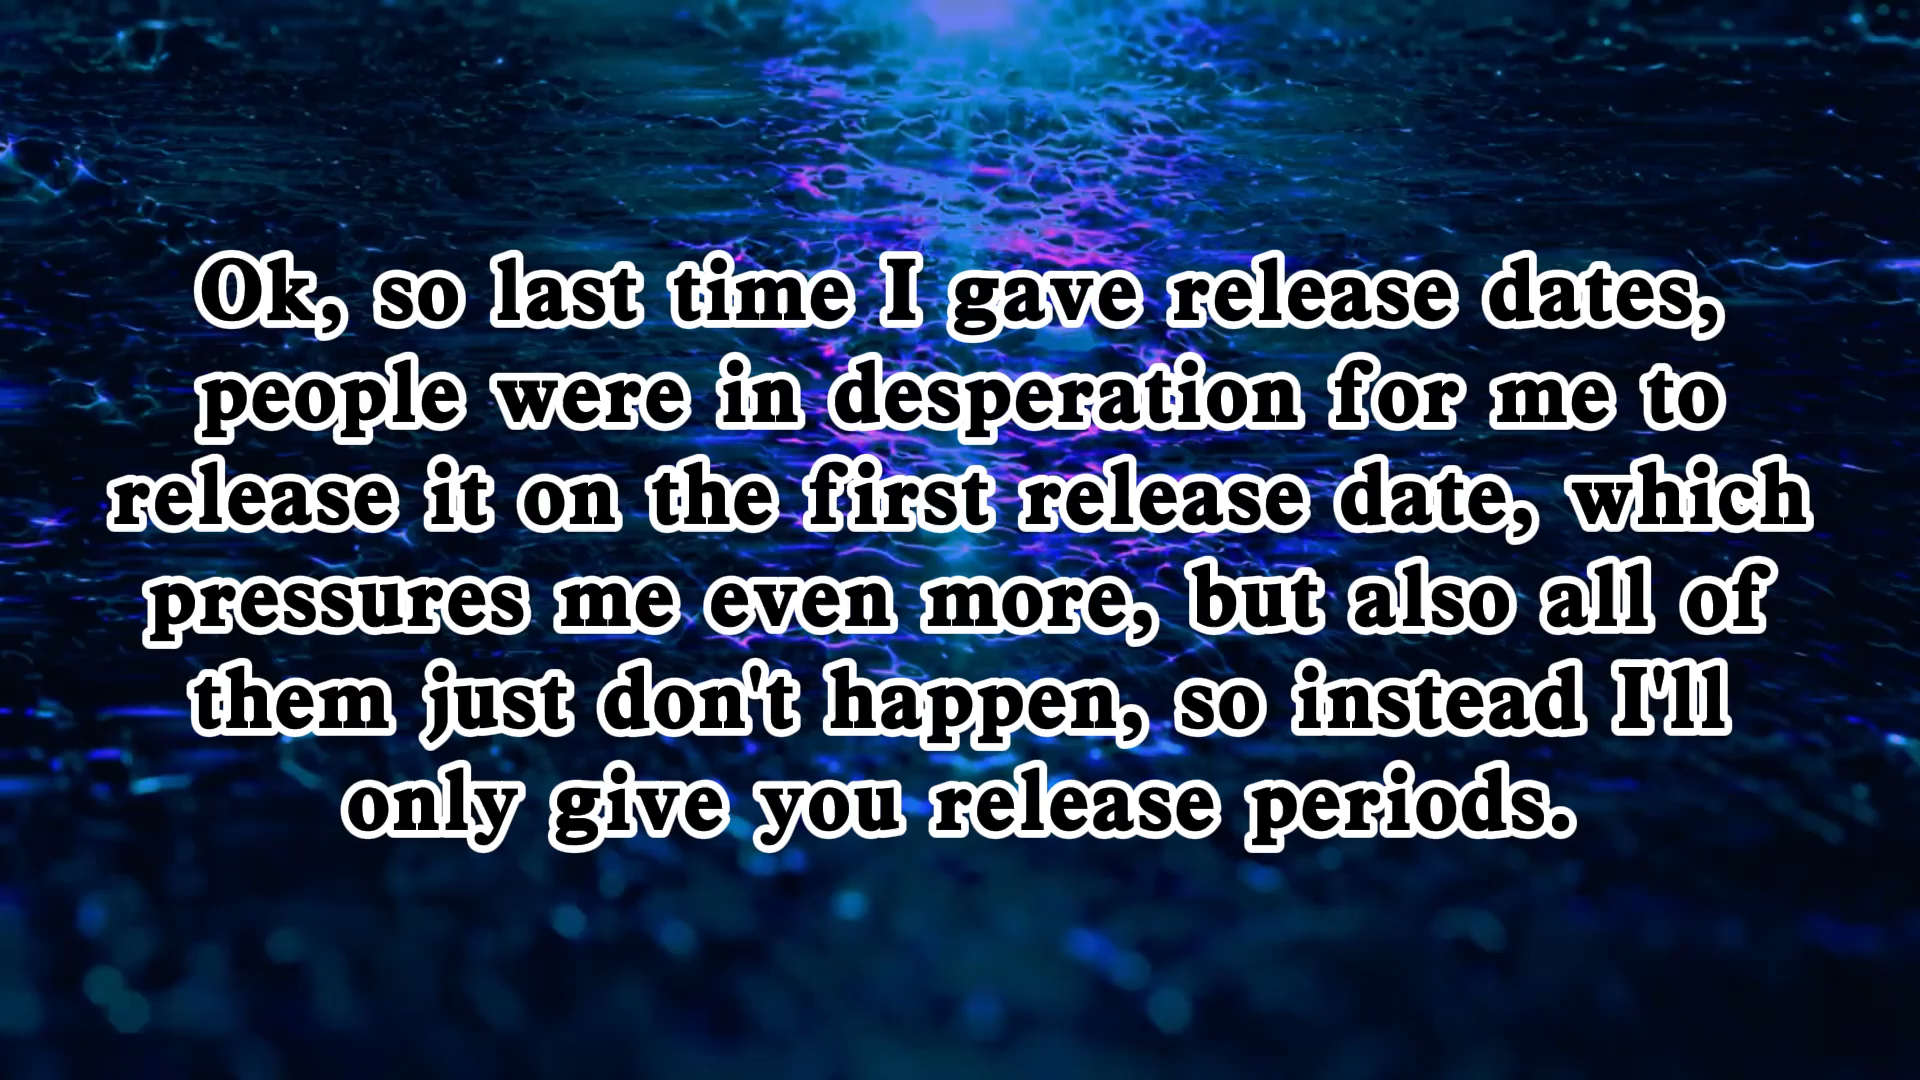 Ok, so last time I gave release dates,
people were in desperation for me to
release it on the first release date, which
pressures me even more, but also all of
them just don't happen, so instead I'll
only give you release periods.